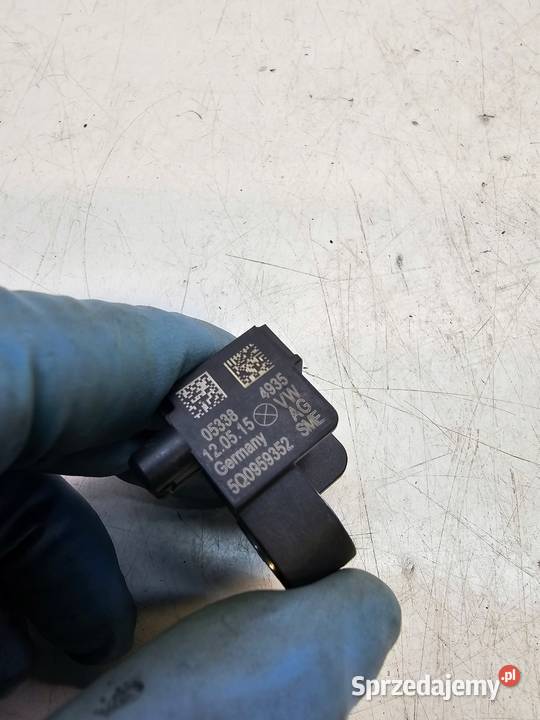 05338 4935
12.05.15 VW
Germany AG
5Q0959352 SME
Sprzedajemy.pl